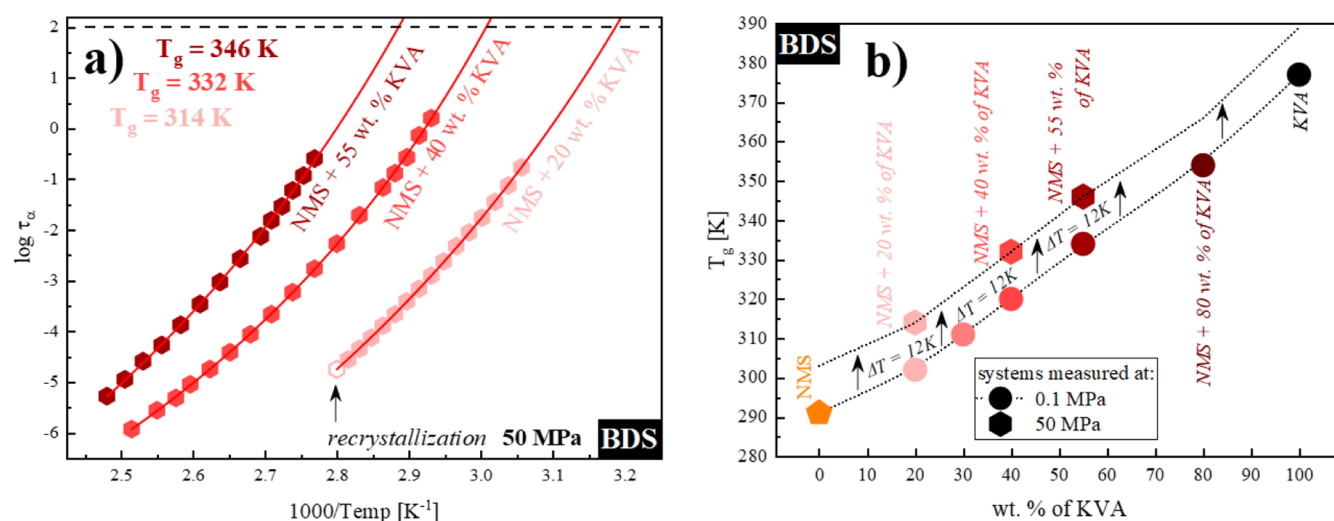 a)
T_g = 346 K
T_g = 332 K
T_g = 314 K
NMS + 55 wt. % KVA
NMS + 40 wt. % KVA
NMS + 20 wt. % KVA
log τ_α
2
1
0
-1
-2
-3
-4
-5
-6
recrystallization 50 MPa BDS
2.5 2.6 2.7 2.8 2.9 3.0 3.1 3.2
1000/Temp [K⁻¹]
BDS
b)
T_g [K]
390
380
370
360
350
340
330
320
310
300
290
280
NMS
NMS + 20 wt. % of KVA
NMS + 40 wt. % of KVA
NMS + 55 wt. %
of KVA
NMS + 80 wt. % of KVA
KVA
ΔT = 12K
ΔT = 12K
ΔT = 12K
systems measured at:
0.1 MPa
50 MPa
0 10 20 30 40 50 60 70 80 90 100
wt. % of KVA